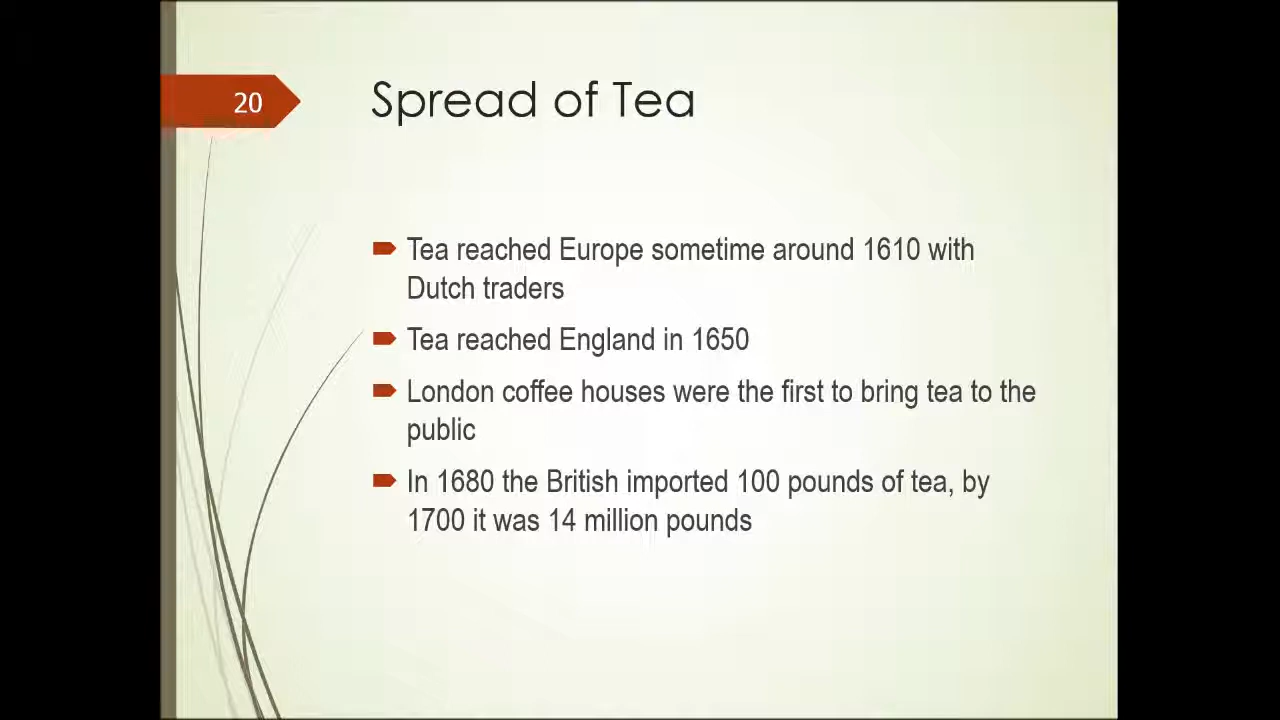 20
Spread of Tea
Tea reached Europe sometime around 1610 with
Dutch traders
Tea reached England in 1650
London coffee houses were the first to bring tea to the
public
In 1680 the British imported 100 pounds of tea, by
1700 it was 14 million pounds